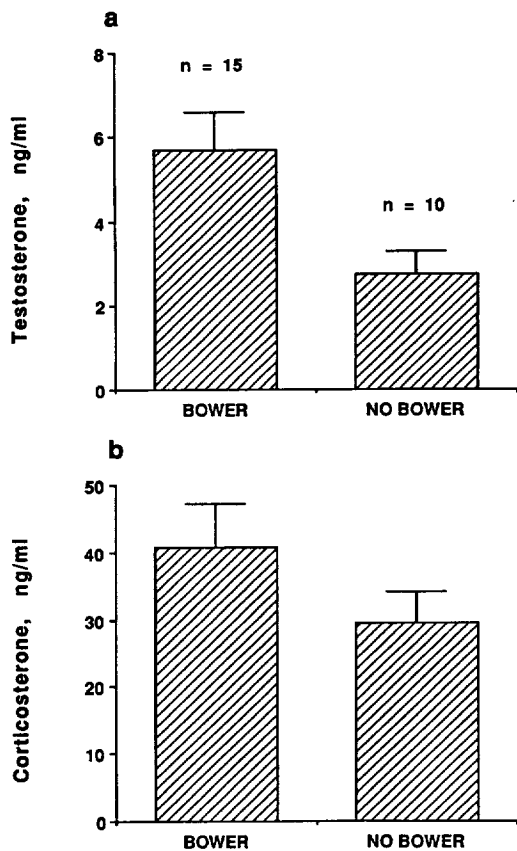 a
8
6
4
2
0
Testosterone, ng/ml
n = 15
n = 10
BOWER NO BOWER
b
50
40
30
20
10
0
Corticosterone, ng/ml
BOWER NO BOWER